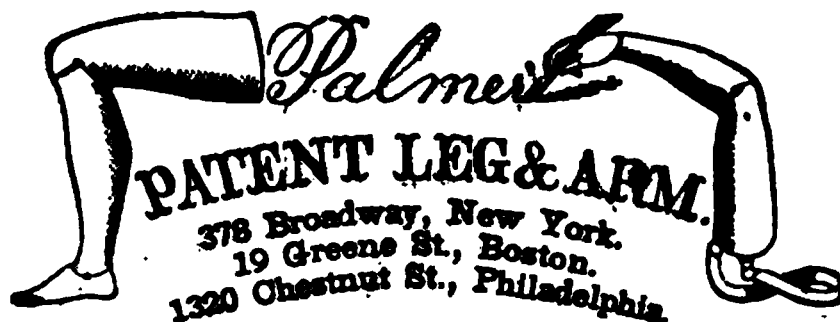 Palmer's
PATENT LEG & ARM.
378 Broadway, New York.
19 Greene St., Boston.
1320 Chestnut St., Philadelphia